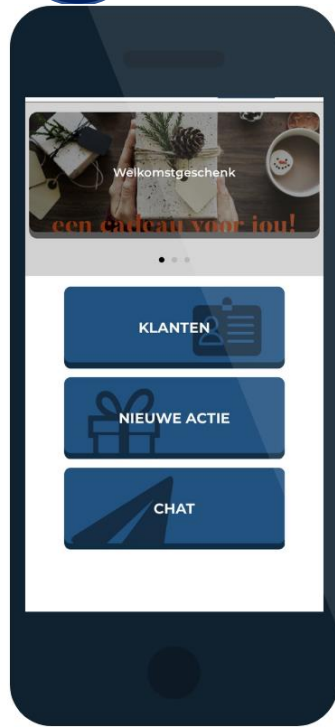 Welkomstgeschenk
een cadeau voor jou!
KLANTEN
NIEUWE ACTIE
CHAT